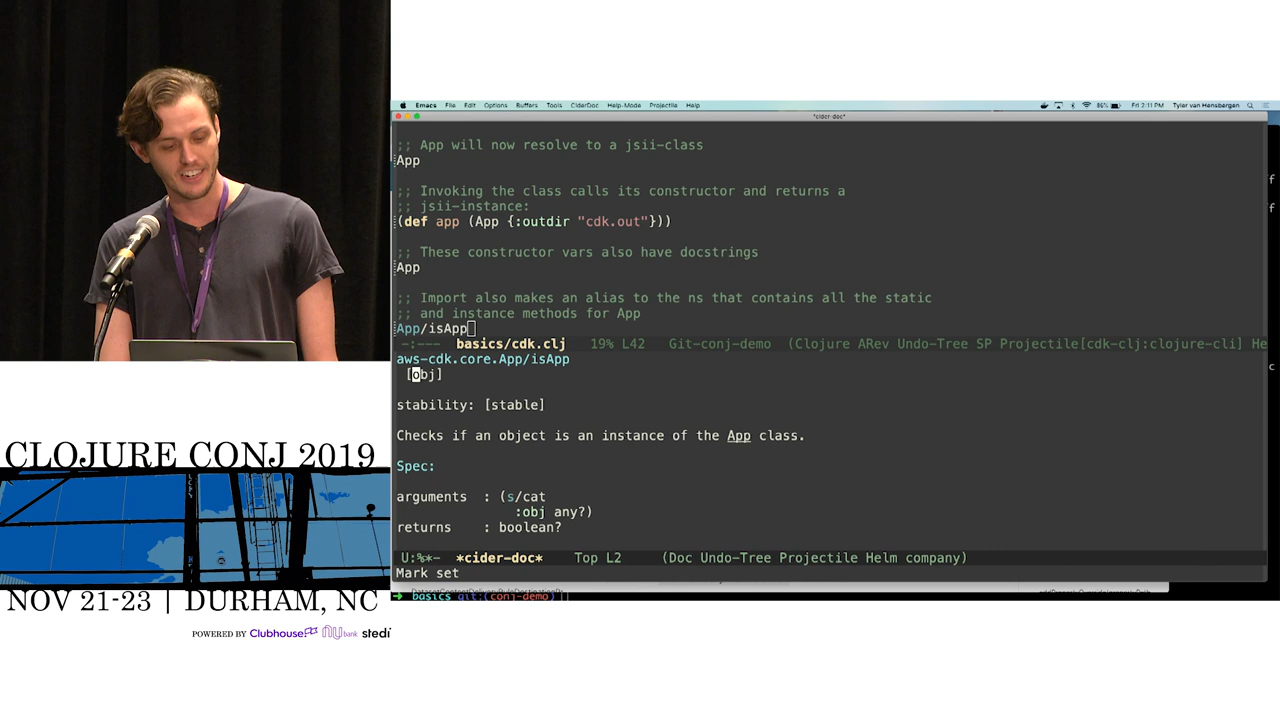 Emacs File Edit Options Buffers Tools CiderDoc Help-Mode Projectile Help
86% Fri 2:11 PM Tyler van Hensbergen
*cider-doc*
;; App will now resolve to a jsii-class
App
;; Invoking the class calls its constructor and returns a
;; jsii-instance:
(def app (App {:outdir "cdk.out"}))
;; These constructor vars also have docstrings
App
;; Import also makes an alias to the ns that contains all the static
;; and instance methods for App
App/isApp
-:--- basics/cdk.clj 19% L42 Git-conj-demo (Clojure ARev Undo-Tree SP Projectile[cdk-clj:clojure-cli] He
aws-cdk.core.App/isApp
[obj]
stability: [stable]
Checks if an object is an instance of the App class.
Spec:
arguments : (s/cat
:obj any?)
returns : boolean?
U:%*- *cider-doc* Top L2 (Doc Undo-Tree Projectile Helm company)
Mark set
➜ basics git:(conj-demo)
CLOJURE CONJ 2019
NOV 21-23 | DURHAM, NC
POWERED BY Clubhouse nu bank stedi